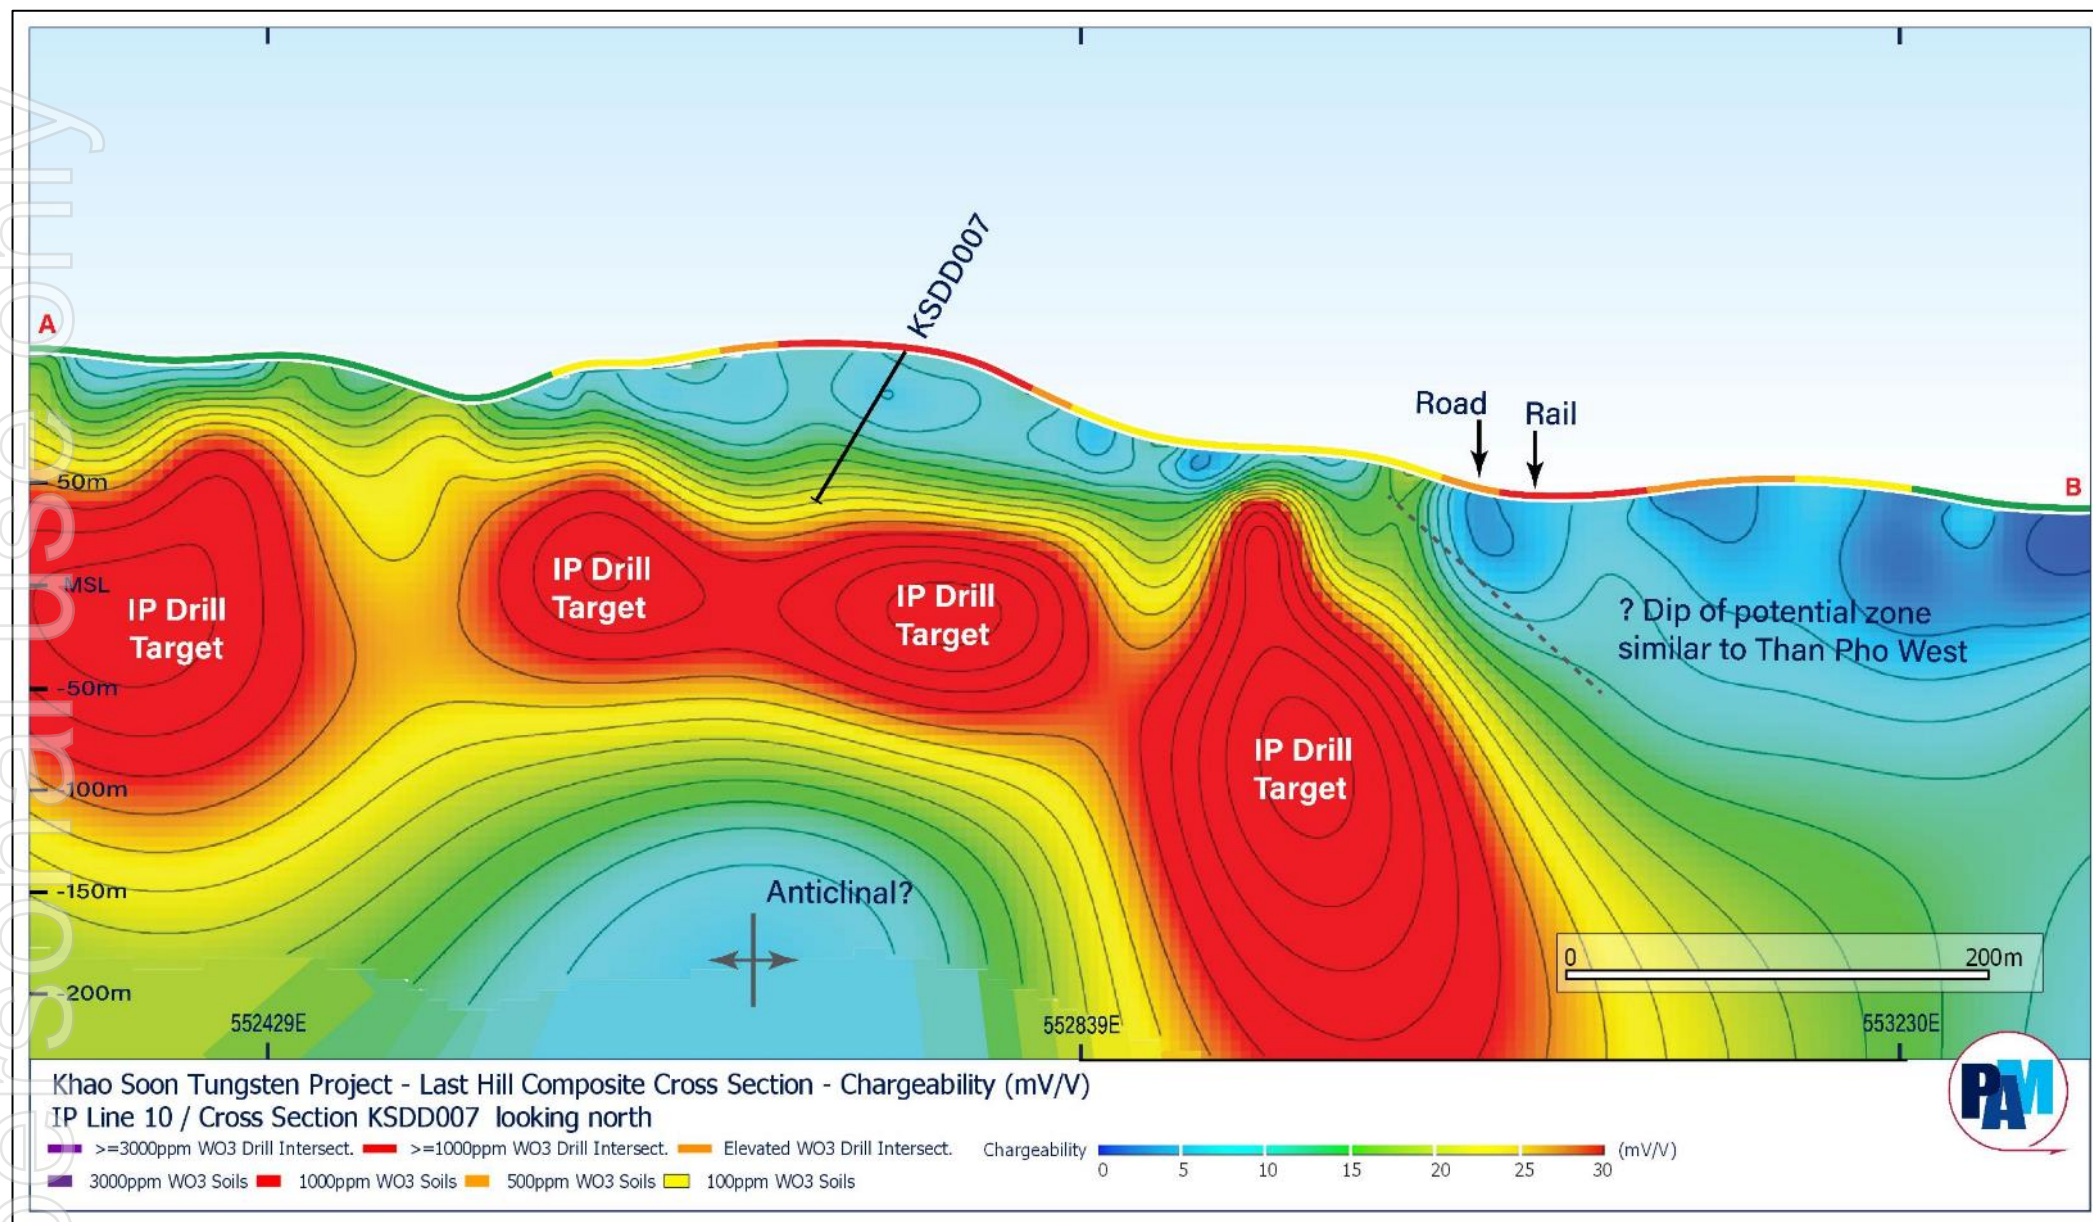 For personal use only
A
KSDD007
Road
Rail
50m
B
MSL
IP Drill
Target
IP Drill
Target
IP Drill
Target
? Dip of potential zone
similar to Than Pho West
-50m
IP Drill
Target
-100m
-150m
Anticlinal?
-200m
0
200m
552429E
552839E
553230E
Khao Soon Tungsten Project - Last Hill Composite Cross Section - Chargeability (mV/V)
IP Line 10 / Cross Section KSDD007 looking north
>=3000ppm WO3 Drill Intersect. >=1000ppm WO3 Drill Intersect. Elevated WO3 Drill Intersect.
3000ppm WO3 Soils 1000ppm WO3 Soils 500ppm WO3 Soils 100ppm WO3 Soils
Chargeability (mV/V)
0 5 10 15 20 25 30
PAM